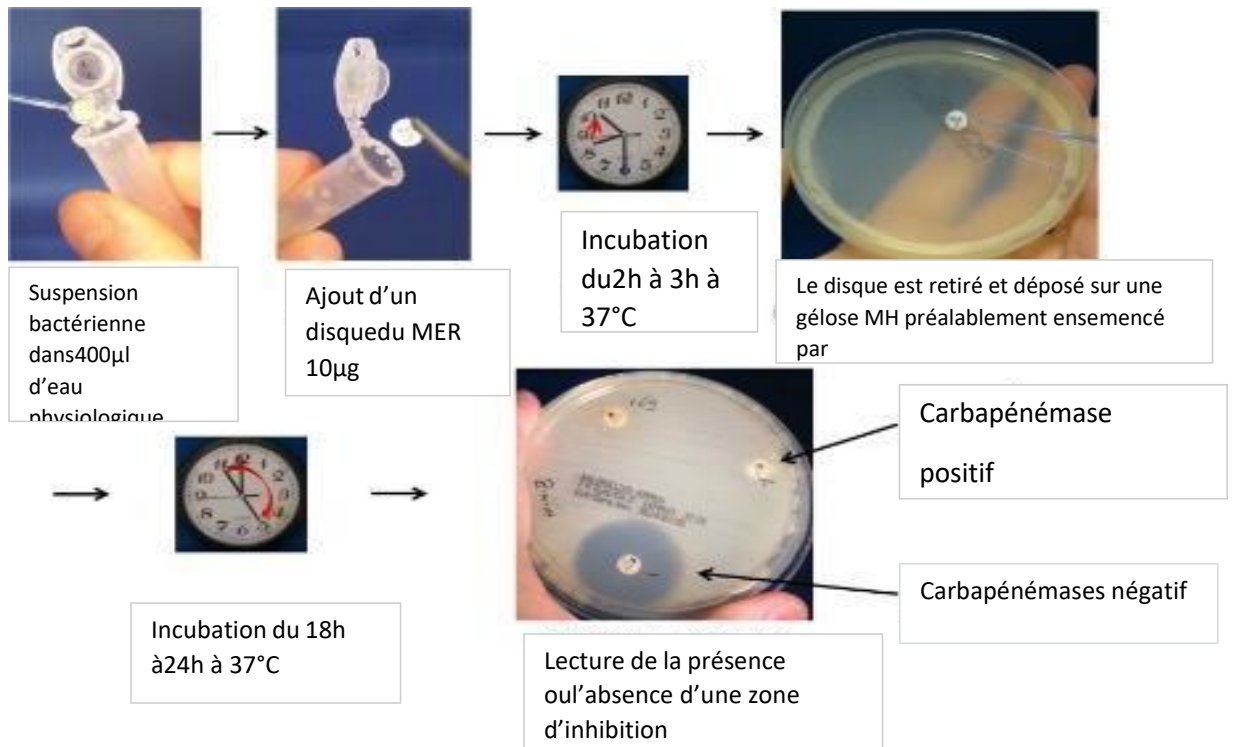 Suspension
bactérienne
dans400µl
d'eau
physiologique
Ajout d'un
disquedu MER
10µg
Incubation
du2h à 3h à
37°C
Le disque est retiré et déposé sur une
gélose MH préalablement ensemencé
par
Incubation du 18h
à24h à 37°C
Lecture de la présence
oul'absence d'une zone
d'inhibition
Carbapénémase
positif
Carbapénémases négatif